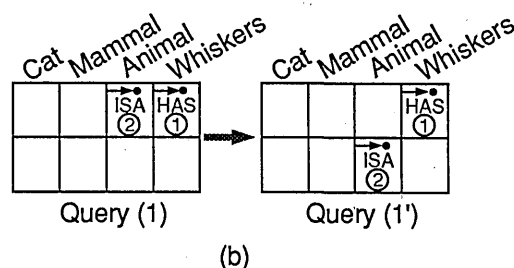 Cat Mammal Animal Whiskers
ISA HAS
② ①
Query (1)
Cat Mammal Animal Whiskers
HAS
①
ISA
②
Query (1')
(b)